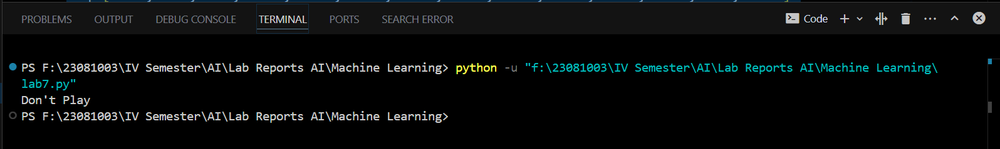 PROBLEMS OUTPUT DEBUG CONSOLE TERMINAL PORTS SEARCH ERROR Code
PS F:\23081003\IV Semester\AI\Lab Reports AI\Machine Learning> python -u "f:\23081003\IV Semester\AI\Lab Reports AI\Machine Learning\
lab7.py"
Don't Play
PS F:\23081003\IV Semester\AI\Lab Reports AI\Machine Learning>